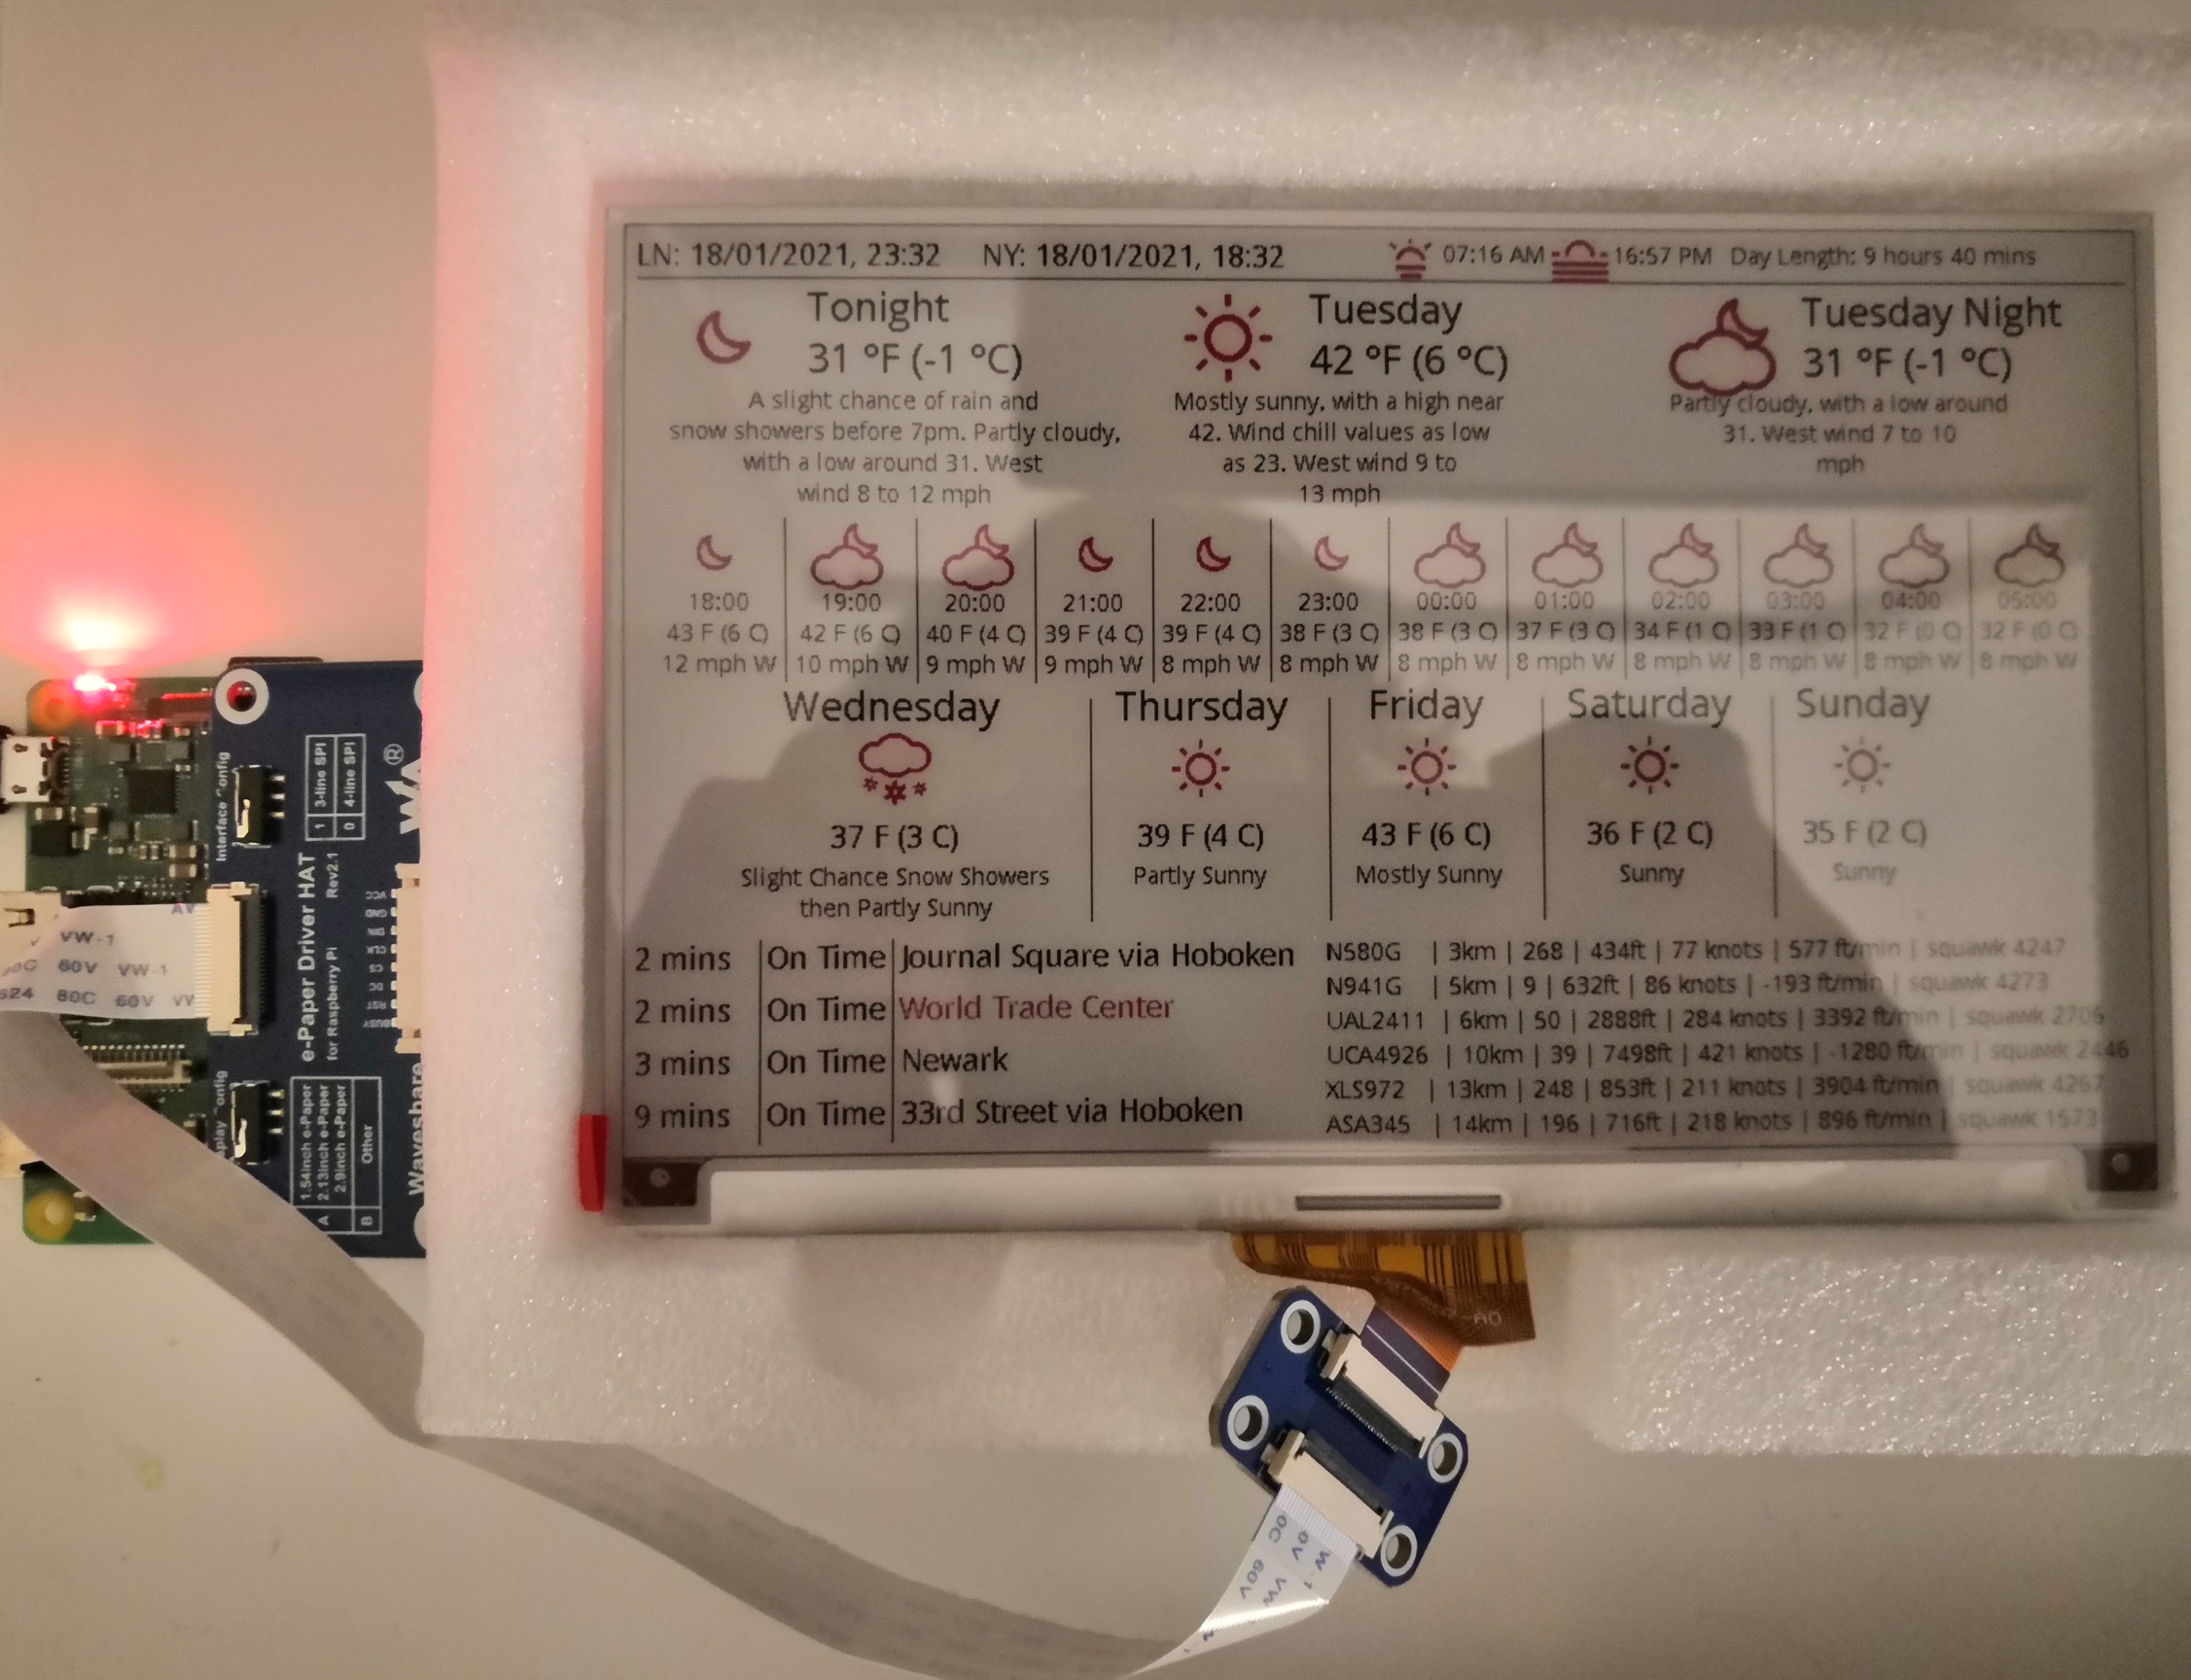 LN: 18/01/2021, 23:32 NY: 18/01/2021, 18:32 07:16 AM 16:57 PM Day Length: 9 hours 40 mins
Tonight
31 °F (-1 °C)
A slight chance of rain and
snow showers before 7pm. Partly cloudy,
with a low around 31. West
wind 8 to 12 mph
Tuesday
42 °F (6 °C)
Mostly sunny, with a high near
42. Wind chill values as low
as 23. West wind 9 to
13 mph
Tuesday Night
31 °F (-1 °C)
Partly cloudy, with a low around
31. West wind 7 to 10
mph
18:00 19:00 20:00 21:00 22:00 23:00 00:00 01:00 02:00 03:00 04:00 05:00
43 F (6 C) 42 F (6 C) 40 F (4 C) 39 F (4 C) 39 F (4 C) 38 F (3 C) 38 F (3 C) 37 F (3 C) 34 F (1 C) 33 F (1 C) 32 F (0 C) 32 F (0 C)
12 mph W 10 mph W 9 mph W 9 mph W 8 mph W 8 mph W 8 mph W 8 mph W 8 mph W 8 mph W 8 mph W 8 mph W
Wednesday Thursday Friday Saturday Sunday
37 F (3 C) 39 F (4 C) 43 F (6 C) 36 F (2 C) 35 F (2 C)
Slight Chance Snow Showers Partly Sunny Mostly Sunny Sunny Sunny
then Partly Sunny
2 mins On Time Journal Square via Hoboken
2 mins On Time World Trade Center
3 mins On Time Newark
9 mins On Time 33rd Street via Hoboken
N580G | 3km | 268 | 434ft | 77 knots | 577 ft/min | squawk 4247
N941G | 5km | 9 | 632ft | 86 knots | -193 ft/min | squawk 4273
UAL2411 | 6km | 50 | 2888ft | 284 knots | 3392 ft/min | squawk 2706
UCA4926 | 10km | 39 | 7498ft | 421 knots | -1280 ft/min | squawk 2446
XLS972 | 13km | 248 | 853ft | 211 knots | 3904 ft/min | squawk 4267
ASA345 | 14km | 196 | 716ft | 218 knots | 896 ft/min | squawk 1573
Interface Config
1 3-line SPI
0 4-line SPI
e-Paper Driver HAT
for Raspberry Pi Rev2.1
VCC
GND
DIN
CLK
CS
DC
RST
BUSY
A 1.54inch e-Paper
2.13inch e-Paper
2.9inch e-Paper
B Other
Waveshare
VW-1
60V VW-1
80C 60V
60V VW